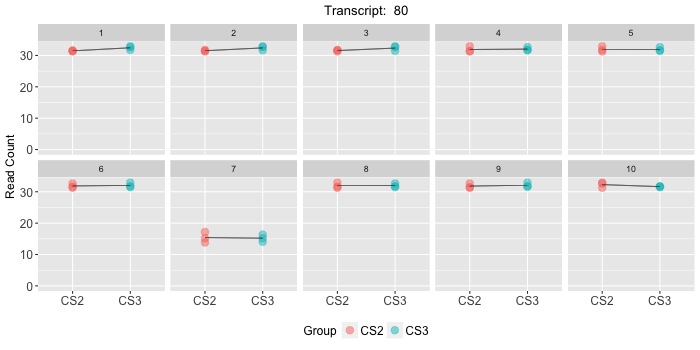 Transcript:  80
1 2 3 4 5
30
20
10
0
Read Count
6 7 8 9 10
30
20
10
0
CS2 CS3 CS2 CS3 CS2 CS3 CS2 CS3 CS2 CS3
Group CS2 CS3